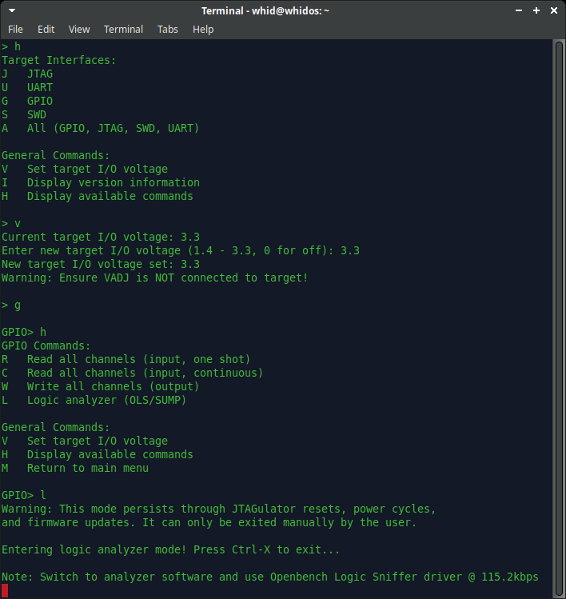 Terminal - whid@whidos: ~
File Edit View Terminal Tabs Help
> h
Target Interfaces:
J   JTAG
U   UART
G   GPIO
S   SWD
A   All (GPIO, JTAG, SWD, UART)
General Commands:
V   Set target I/O voltage
I   Display version information
H   Display available commands
> v
Current target I/O voltage: 3.3
Enter new target I/O voltage (1.4 - 3.3, 0 for off): 3.3
New target I/O voltage set: 3.3
Warning: Ensure VADJ is NOT connected to target!
> g
GPIO> h
GPIO Commands:
R   Read all channels (input, one shot)
C   Read all channels (input, continuous)
W   Write all channels (output)
L   Logic analyzer (OLS/SUMP)
General Commands:
V   Set target I/O voltage
H   Display available commands
M   Return to main menu
GPIO> l
Warning: This mode persists through JTAGulator resets, power cycles,
and firmware updates. It can only be exited manually by the user.
Entering logic analyzer mode! Press Ctrl-X to exit...
Note: Switch to analyzer software and use Openbench Logic Sniffer driver @ 115.2kbps